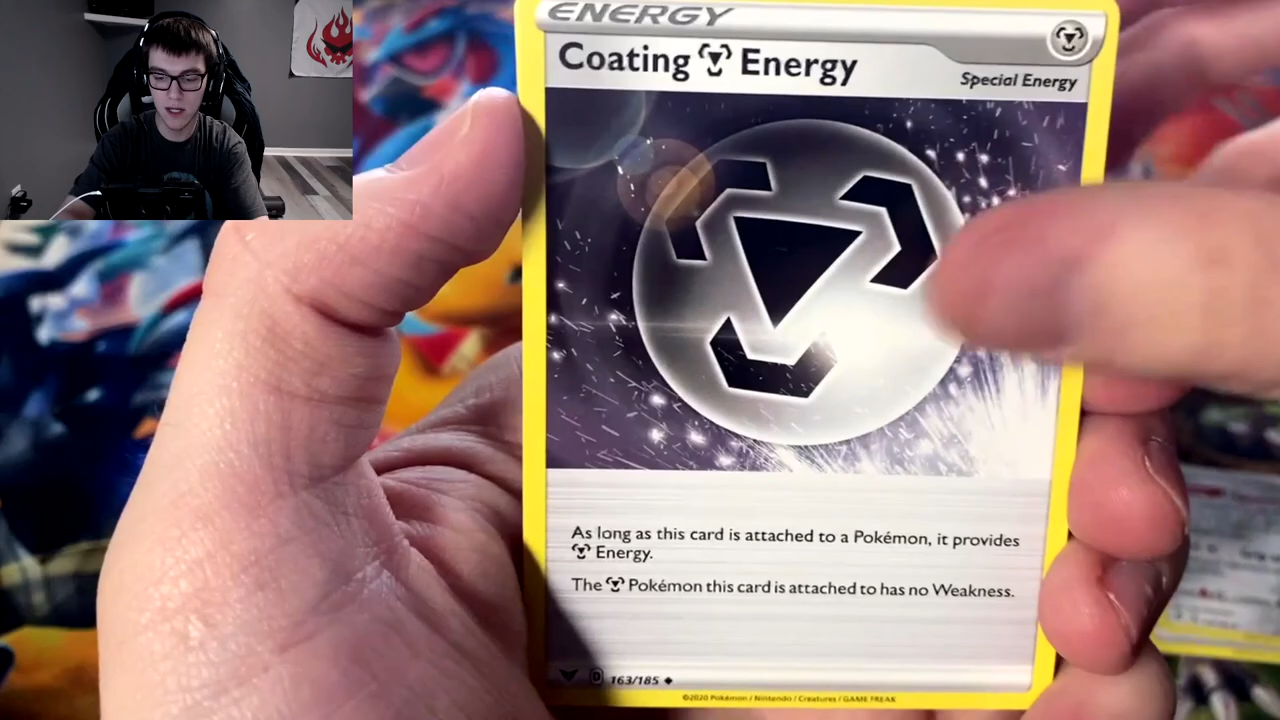 ENERGY
Coating Energy
Special Energy
As long as this card is attached to a Pokémon, it provides
Energy.
The Pokémon this card is attached to has no Weakness.
D 163/185
©2020 Pokémon / Nintendo / Creatures / GAME FREAK